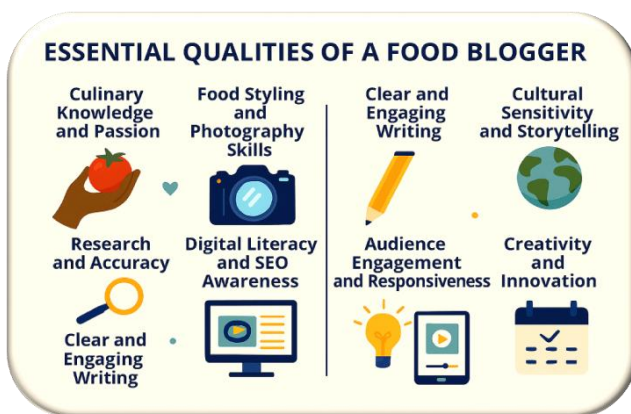 ESSENTIAL QUALITIES OF A FOOD BLOGGER
Culinary
Knowledge
and Passion
Food Styling
and
Photography
Skills
Clear and
Engaging
Writing
Cultural
Sensitivity
and Storytelling
Research
and Accuracy
Digital Literacy
and SEO
Awareness
Audience
Engagement
and Responsiveness
Creativity
and
Innovation
Clear and
Engaging
Writing